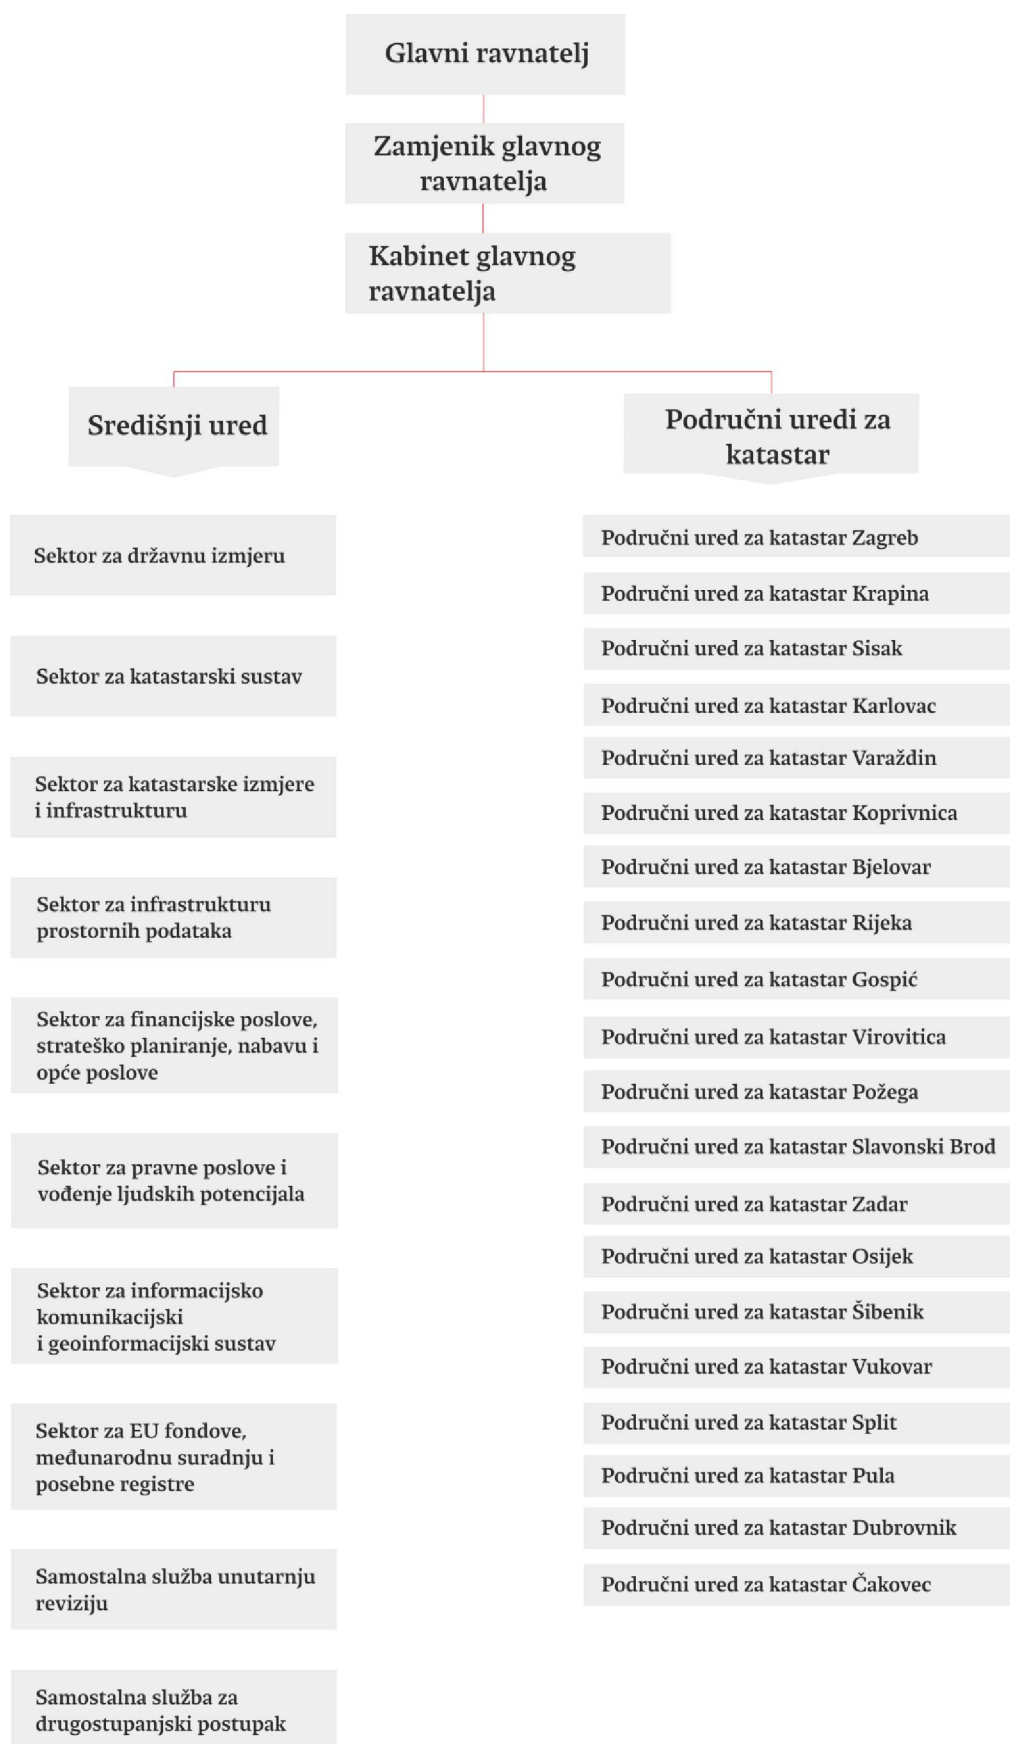 Glavni ravnatelj
Zamjenik glavnog
ravnatelja
Kabinet glavnog
ravnatelja
Središnji ured
Sektor za državnu izmjeru
Sektor za katastarski sustav
Sektor za katastarske izmjere
i infrastrukturu
Sektor za infrastrukturu
prostornih podataka
Sektor za financijske poslove,
strateško planiranje, nabavu i
opće poslove
Sektor za pravne poslove i
vođenje ljudskih potencijala
Sektor za informacijsko
komunikacijski
i geoinformacijski sustav
Sektor za EU fondove,
međunarodnu suradnju i
posebne registre
Samostalna služba unutarnju
reviziju
Samostalna služba za
drugostupanjski postupak
Područni uredi za
katastar
Područni ured za katastar Zagreb
Područni ured za katastar Krapina
Područni ured za katastar Sisak
Područni ured za katastar Karlovac
Područni ured za katastar Varaždin
Područni ured za katastar Koprivnica
Područni ured za katastar Bjelovar
Područni ured za katastar Rijeka
Područni ured za katastar Gospić
Područni ured za katastar Virovitica
Područni ured za katastar Požega
Područni ured za katastar Slavonski Brod
Područni ured za katastar Zadar
Područni ured za katastar Osijek
Područni ured za katastar Šibenik
Područni ured za katastar Vukovar
Područni ured za katastar Split
Područni ured za katastar Pula
Područni ured za katastar Dubrovnik
Područni ured za katastar Čakovec